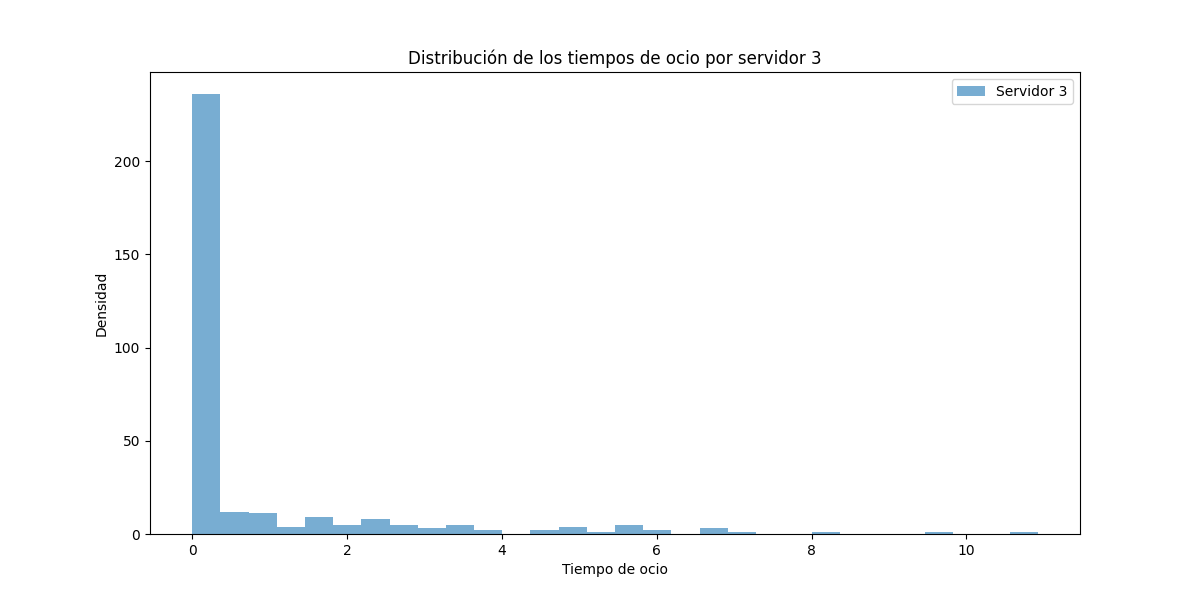 Distribución de los tiempos de ocio por servidor 3
Servidor 3
Densidad
200
150
100
50
0
0 2 4 6 8 10
Tiempo de ocio